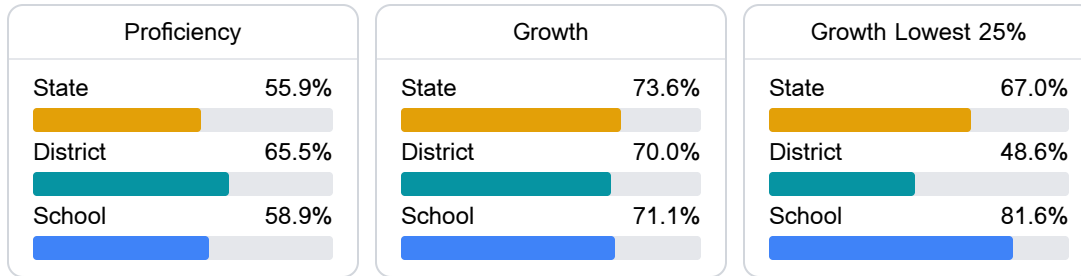 Proficiency
State 55.9%
District 65.5%
School 58.9%
Growth
State 73.6%
District 70.0%
School 71.1%
Growth Lowest 25%
State 67.0%
District 48.6%
School 81.6%